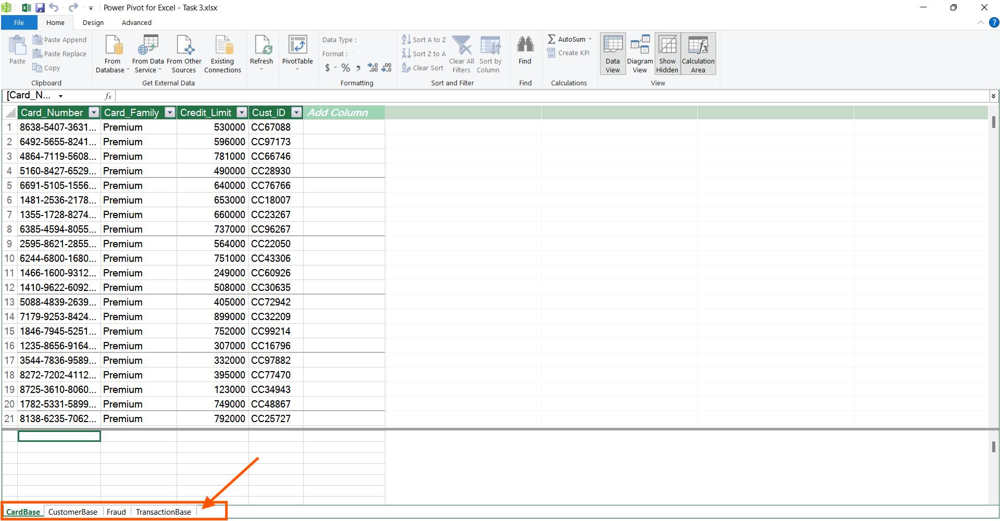 Power Pivot for Excel - Task 3.xlsx
File Home Design Advanced
Paste
Paste Append
Paste Replace
Copy
Clipboard
From Database
From Data Service
From Other Sources
Existing Connections
Get External Data
Refresh
PivotTable
Data Type :
Format :
$ % , .00 .00
Formatting
Sort A to Z
Sort Z to A
Clear Sort
Clear All Filters
Sort by Column
Sort and Filter
Find
Find
AutoSum
Create KPI
Calculations
Data View
Diagram View
Show Hidden
Calculation Area
View
[Card_N... fx
Card_Number Card_Family Credit_Limit Cust_ID Add Column
1 8638-5407-3631... Premium 530000 CC67088
2 6492-5655-8241... Premium 596000 CC97173
3 4864-7119-5608... Premium 781000 CC66746
4 5160-8427-6529... Premium 490000 CC28930
5 6691-5105-1556... Premium 640000 CC76766
6 1481-2536-2178... Premium 653000 CC18007
7 1355-1728-8274... Premium 660000 CC23267
8 6385-4594-8055... Premium 737000 CC96267
9 2595-8621-2855... Premium 564000 CC22050
10 6244-6800-1680... Premium 751000 CC43306
11 1466-1600-9312... Premium 249000 CC60926
12 1410-9622-6092... Premium 508000 CC30635
13 5088-4839-2639... Premium 405000 CC72942
14 7179-9253-8424... Premium 899000 CC32209
15 1846-7945-5251... Premium 752000 CC99214
16 1235-8656-9164... Premium 307000 CC16796
17 3544-7836-9589... Premium 332000 CC97882
18 8272-7202-4112... Premium 395000 CC77470
19 8725-3610-8060... Premium 123000 CC34943
20 1782-5331-5899... Premium 749000 CC48867
21 8138-6235-7062... Premium 792000 CC25727
CardBase CustomerBase Fraud TransactionBase